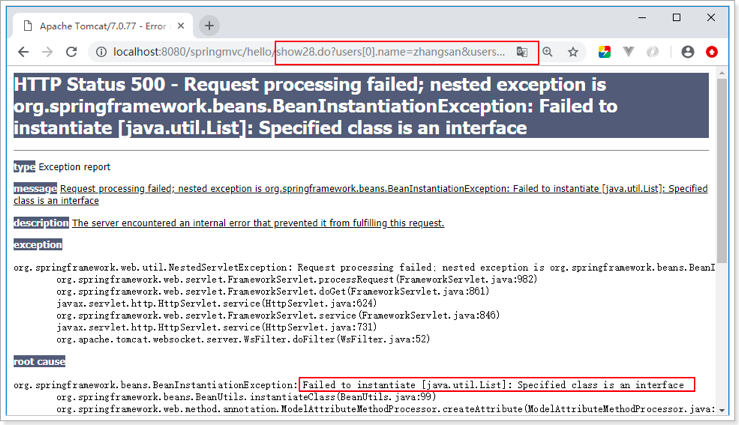 Apache Tomcat/7.0.77 - Error
localhost:8080/springmvc/hello/show28.do?users[0].name=zhangsan&users...
HTTP Status 500 - Request processing failed; nested exception is
org.springframework.beans.BeanInstantiationException: Failed to
instantiate [java.util.List]: Specified class is an interface
type Exception report
message Request processing failed; nested exception is org.springframework.beans.BeanInstantiationException: Failed to instantiate [java.util.List]: Specified
class is an interface
description The server encountered an internal error that prevented it from fulfilling this request.
exception
org.springframework.web.util.NestedServletException: Request processing failed; nested exception is org.springframework.beans.BeanI
org.springframework.web.servlet.FrameworkServlet.processRequest(FrameworkServlet.java:982)
org.springframework.web.servlet.FrameworkServlet.doGet(FrameworkServlet.java:861)
javax.servlet.http.HttpServlet.service(HttpServlet.java:624)
org.springframework.web.servlet.FrameworkServlet.service(FrameworkServlet.java:846)
javax.servlet.http.HttpServlet.service(HttpServlet.java:731)
org.apache.tomcat.websocket.server.WsFilter.doFilter(WsFilter.java:52)
root cause
org.springframework.beans.BeanInstantiationException: Failed to instantiate [java.util.List]: Specified class is an interface
org.springframework.beans.BeanUtils.instantiateClass(BeanUtils.java:99)
org.springframework.web.method.annotation.ModelAttributeMethodProcessor.createAttribute(ModelAttributeMethodProcessor.java: